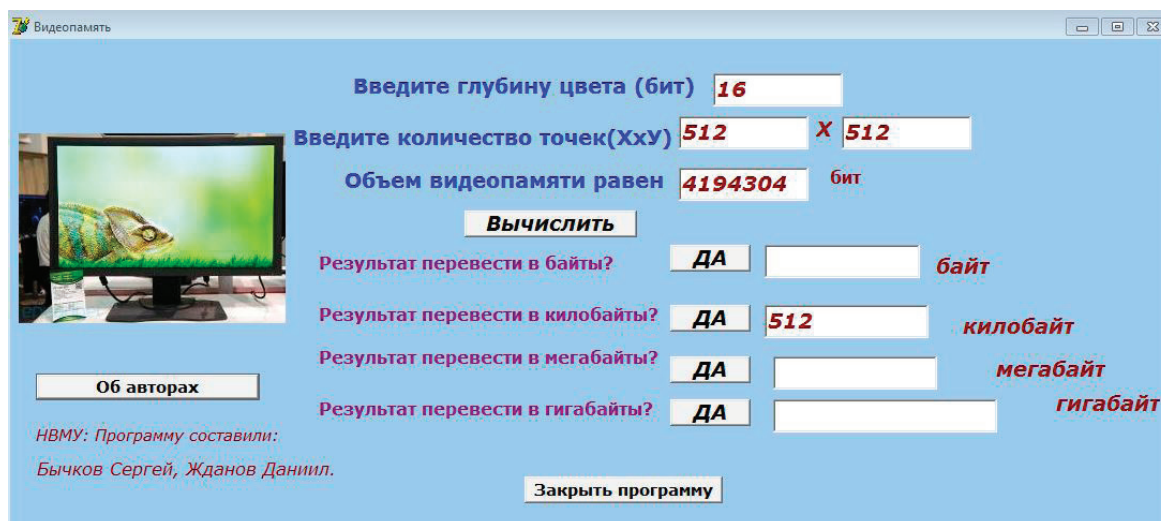 Видеопамять
Введите глубину цвета (бит) 16
Введите количество точек(ХхУ) 512 X 512
Объем видеопамяти равен 4194304 бит
Вычислить
Результат перевести в байты? ДА байт
Результат перевести в килобайты? ДА 512 килобайт
Результат перевести в мегабайты? ДА мегабайт
Об авторах
Результат перевести в гигабайты? ДА гигабайт
НВМУ: Программу составили:
Бычков Сергей, Жданов Даниил.
Закрыть программу